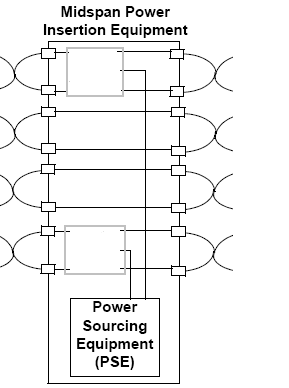 Midspan Power
Insertion Equipment
Power
Sourcing
Equipment
(PSE)